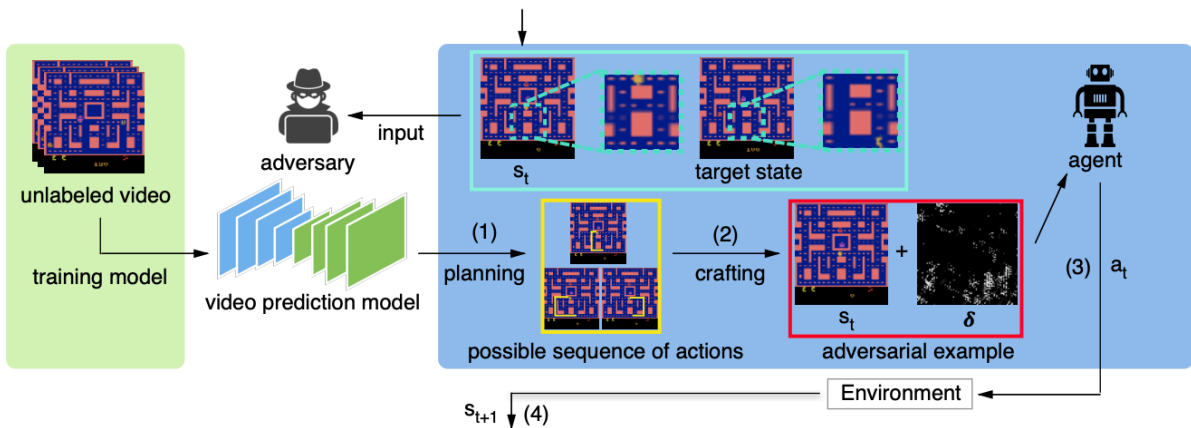 unlabeled video
training model
adversary
input
s_t
target state
agent
video prediction model
(1)
planning
possible sequence of actions
(2)
crafting
s_t
+
δ
adversarial example
(3)
a_t
Environment
s_{t+1}
(4)